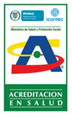 icontec
Ministerio de Salud y Protección Social
ACREDITACION
EN SALUD